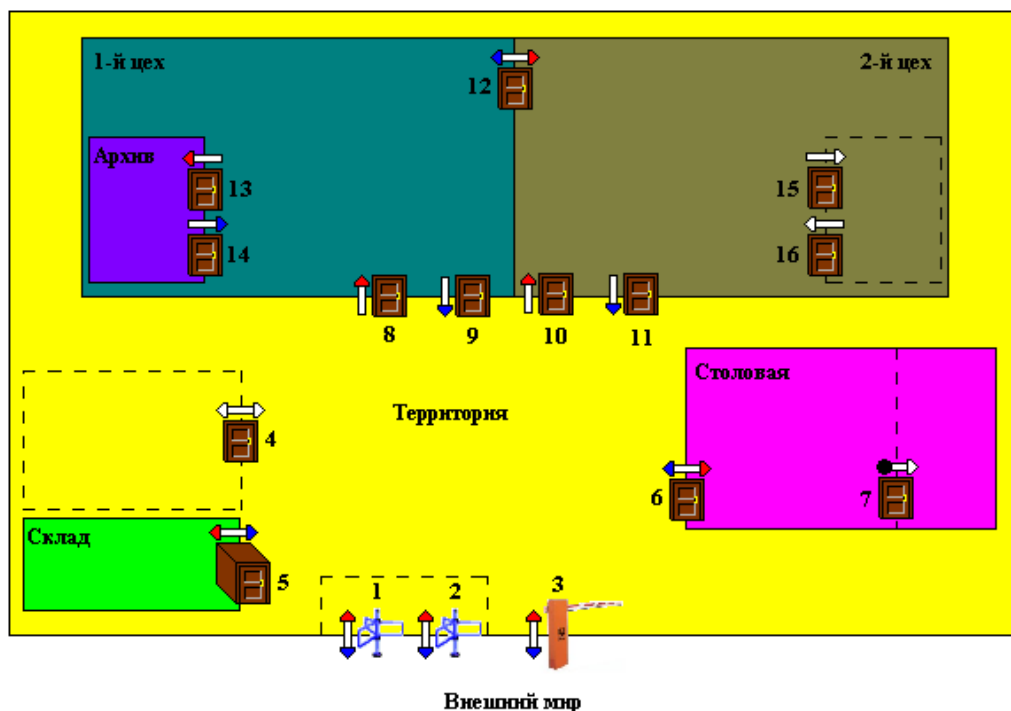 1-й цех
2-й цех
12
Архив
13
15
14
16
8
9
10
11
Столовая
Территория
4
6
7
Склад
5
1
2
3
Внешний мир